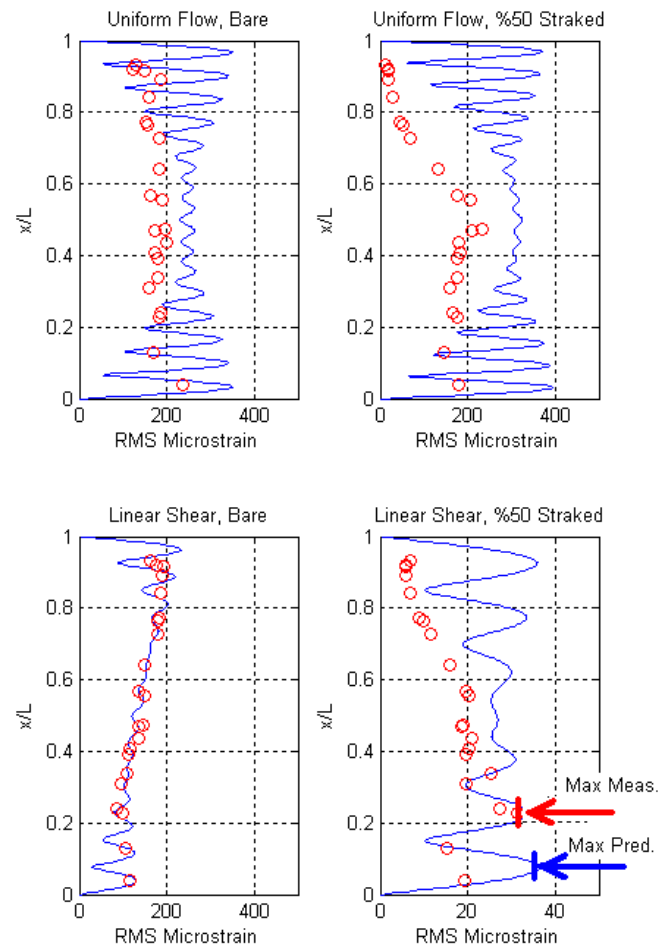 Uniform Flow, Bare
1
0.8
0.6
0.4
0.2
0
x/L
0 200 400
RMS Microstrain
Uniform Flow, %50 Straked
1
0.8
0.6
0.4
0.2
0
x/L
0 200 400
RMS Microstrain
Linear Shear, Bare
1
0.8
0.6
0.4
0.2
0
x/L
0 200 400
RMS Microstrain
Linear Shear, %50 Straked
1
0.8
0.6
0.4
0.2
0
x/L
0 20 40
RMS Microstrain
Max Meas.
Max Pred.